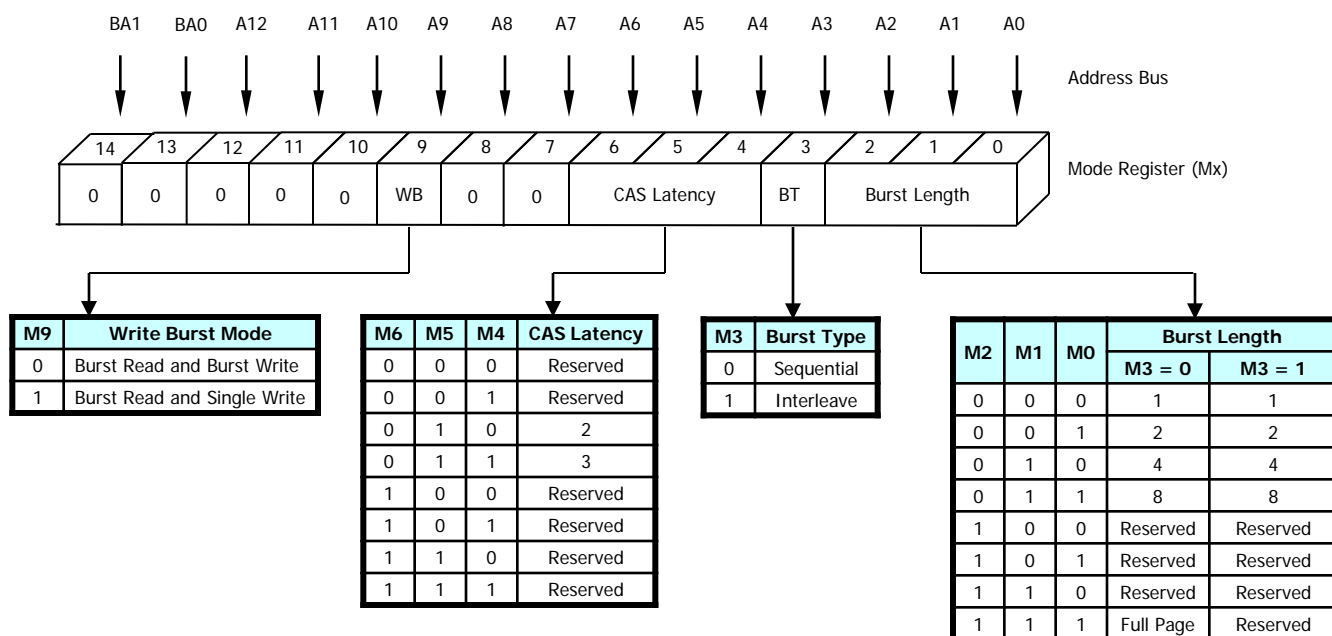 BA1 BA0 A12 A11 A10 A9 A8 A7 A6 A5 A4 A3 A2 A1 A0
Address Bus
14 13 12 11 10 9 8 7 6 5 4 3 2 1 0
Mode Register (Mx)
0 0 0 0 0 WB 0 0 CAS Latency BT Burst Length
M9 Write Burst Mode
0 Burst Read and Burst Write
1 Burst Read and Single Write
M6 M5 M4 CAS Latency
0 0 0 Reserved
0 0 1 Reserved
0 1 0 2
0 1 1 3
1 0 0 Reserved
1 0 1 Reserved
1 1 0 Reserved
1 1 1 Reserved
M3 Burst Type
0 Sequential
1 Interleave
M2 M1 M0 Burst Length
M3 = 0 M3 = 1
0 0 0 1 1
0 0 1 2 2
0 1 0 4 4
0 1 1 8 8
1 0 0 Reserved Reserved
1 0 1 Reserved Reserved
1 1 0 Reserved Reserved
1 1 1 Full Page Reserved